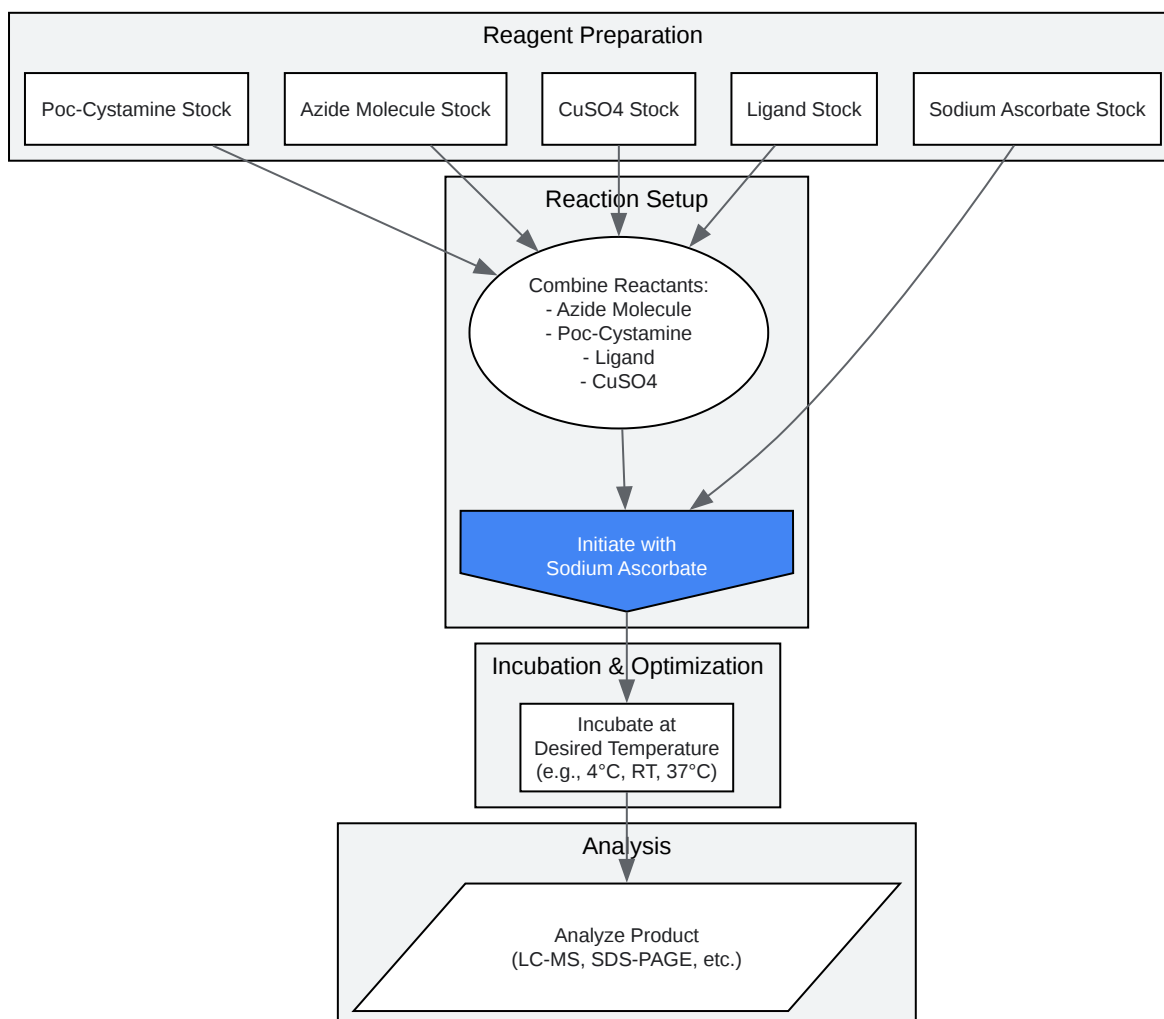 Reagent Preparation
Poc-Cystamine Stock
Azide Molecule Stock
CuSO4 Stock
Ligand Stock
Sodium Ascorbate Stock
Reaction Setup
Combine Reactants:
- Azide Molecule
- Poc-Cystamine
- Ligand
- CuSO4
Initiate with
Sodium Ascorbate
Incubation & Optimization
Incubate at
Desired Temperature
(e.g., 4°C, RT, 37°C)
Analysis
Analyze Product
(LC-MS, SDS-PAGE, etc.)